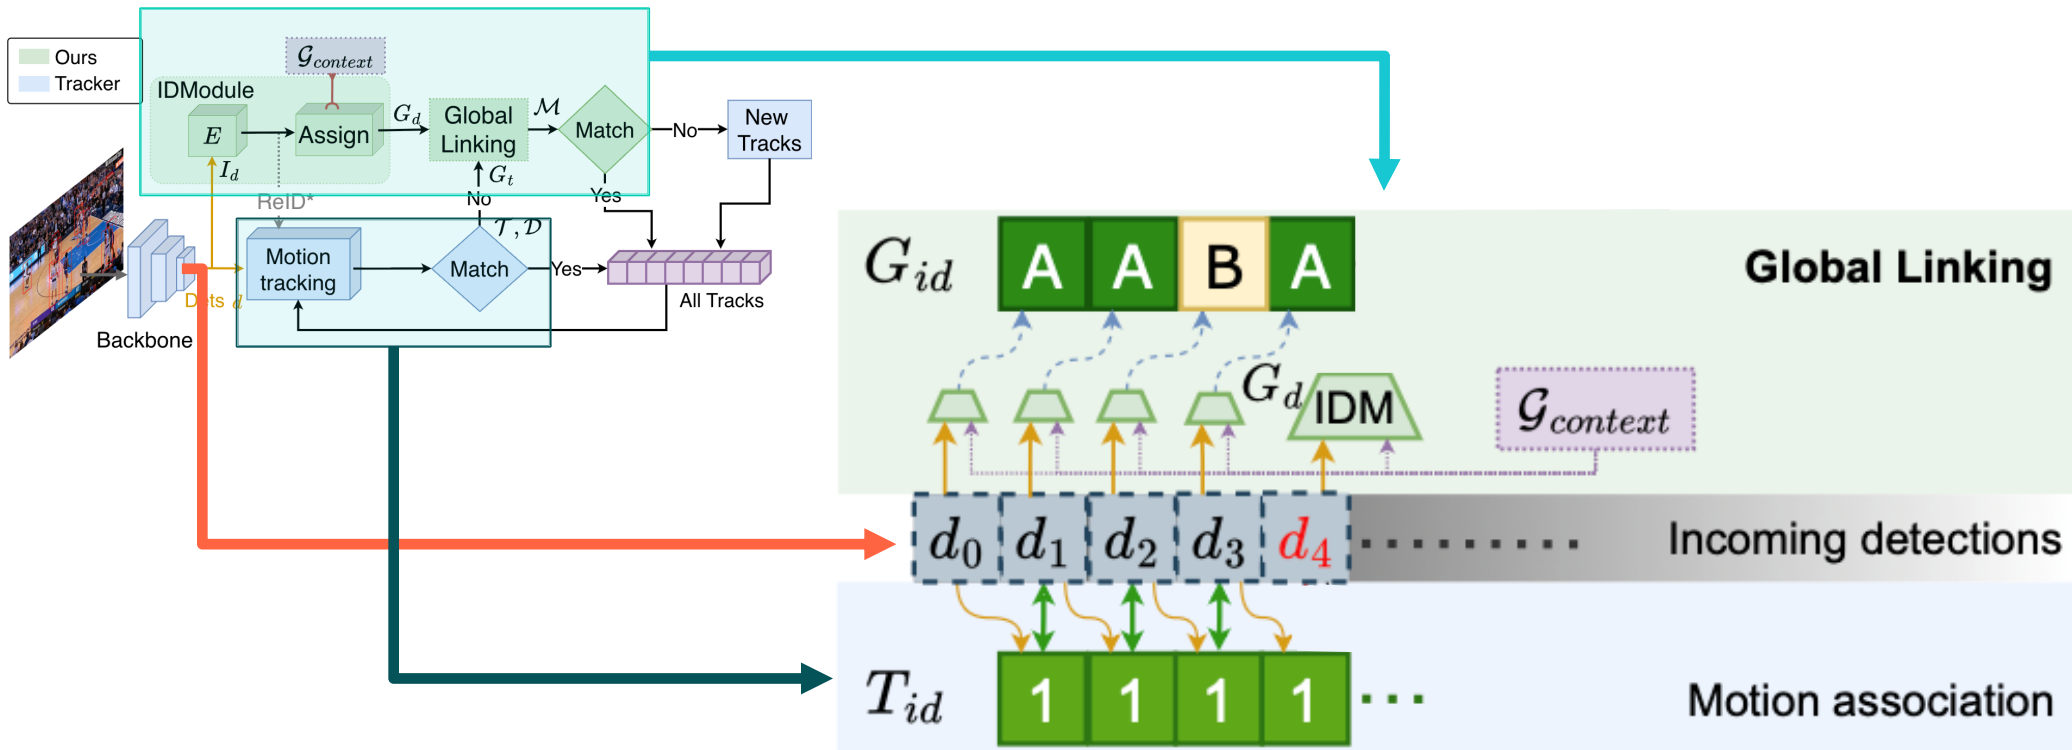 Ours
Tracker
𝒢context
IDModule
E
Assign
Gd
Global
Linking
ℳ
Match
No
New
Tracks
Id
Gt
ReID*
No
Yes
𝒯, 𝒟
Motion
tracking
Match
Yes
All Tracks
Dets d
Backbone
Gid
A A B A
Global Linking
Gd
IDM
𝒢context
d0 d1 d2 d3 d4 ·········
Incoming detections
Tid
1 1 1 1 ···
Motion association